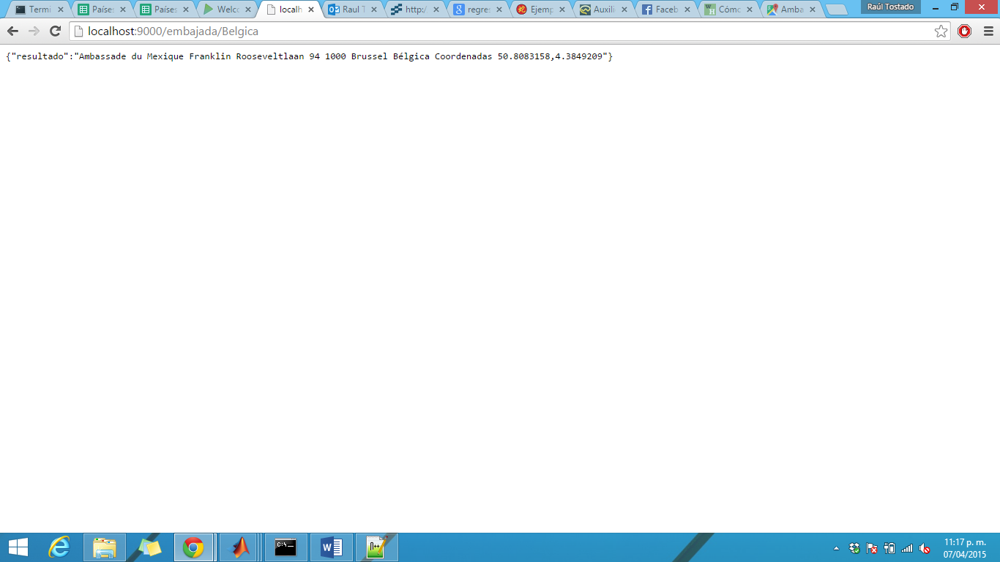 Termi Países Países Welco localh Raul T http:/ regres Ejemp Auxili Faceb Cómo Amba Raúl Tostado
localhost:9000/embajada/Belgica
{"resultado":"Ambassade du Mexique Franklin Rooseveltlaan 94 1000 Brussel Bélgica Coordenadas 50.8083158,4.3849209"}
11:17 p. m.
07/04/2015